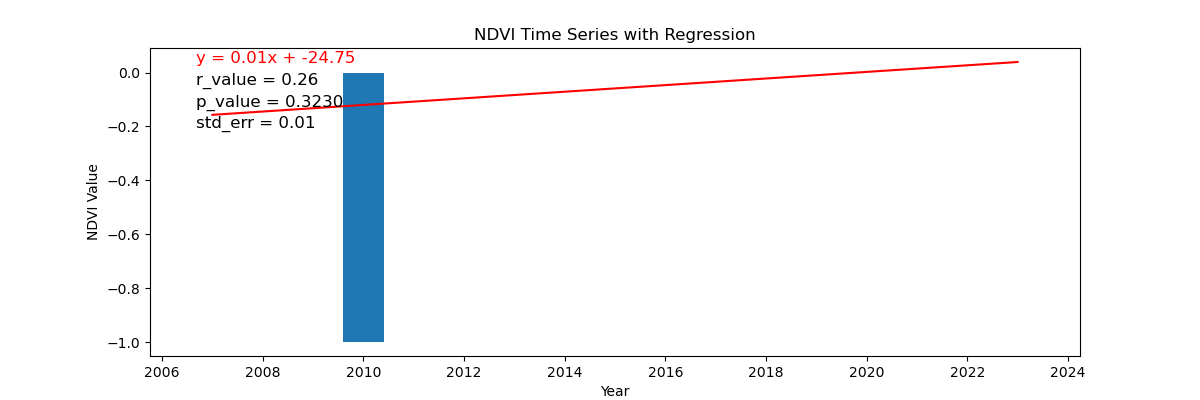 NDVI Time Series with Regression
y = 0.01x + -24.75
r_value = 0.26
p_value = 0.3230
std_err = 0.01
NDVI Value
0.0
−0.2
−0.4
−0.6
−0.8
−1.0
2006 2008 2010 2012 2014 2016 2018 2020 2022 2024
Year